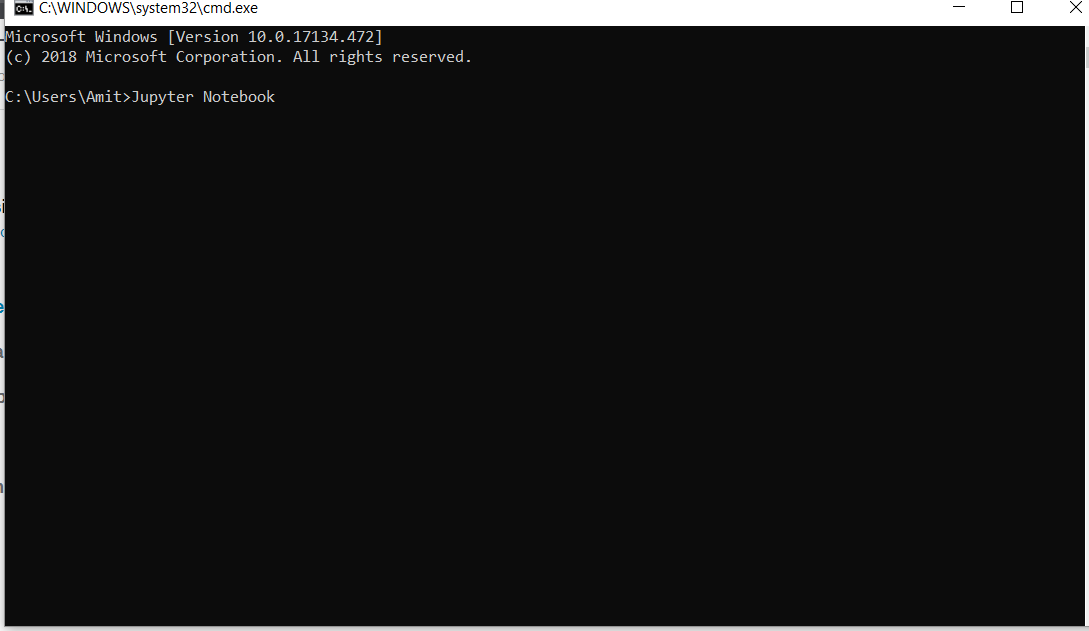 C:\WINDOWS\system32\cmd.exe
Microsoft Windows [Version 10.0.17134.472]
(c) 2018 Microsoft Corporation. All rights reserved.
C:\Users\Amit>Jupyter Notebook